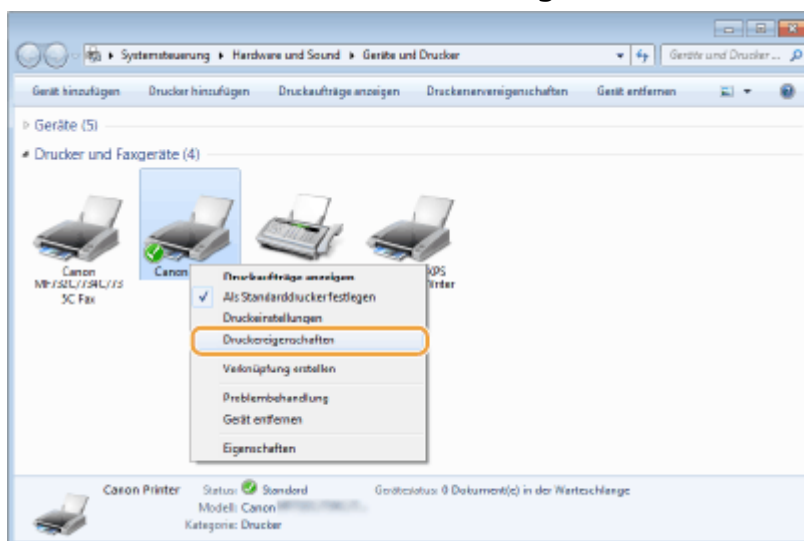 Systemsteuerung Hardware und Sound Geräte und Drucker Geräte und Drucker ...
Gerät hinzufügen Drucker hinzufügen Druckaufträge anzeigen Druckerservereigenschaften Gerät entfernen
Geräte (5)
Drucker und Faxgeräte (4)
Canon Canon XPS
5C Fax
Druckaufträge anzeigen
Als Standarddrucker festlegen
Druckeinstellungen
Druckereigenschaften
Verknüpfung erstellen
Problembehandlung
Gerät entfernen
Eigenschaften
Canon Printer Status: Standard Gerätestatus: 0 Dokument(e) in der Warteschlange
Modell: Canon
Kategorie: Drucker